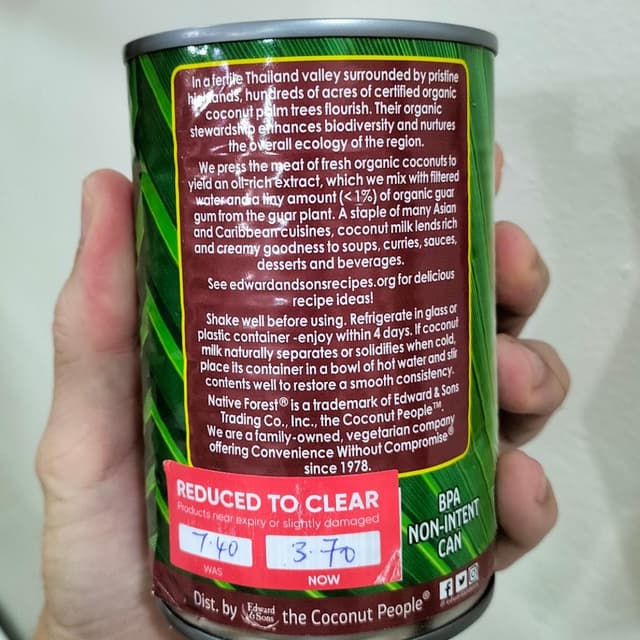 In a fertile Thailand valley surrounded by pristine
highlands, hundreds of acres of certified organic
coconut palm trees flourish. Their organic
stewardship enhances biodiversity and nurtures
the overall ecology of the region.
We press the meat of fresh organic coconuts to
yield an oil-rich extract, which we mix with filtered
water and a tiny amount (<1%) of organic guar
gum from the guar plant. A staple of many Asian
and Caribbean cuisines, coconut milk lends rich
and creamy goodness to soups, curries, sauces,
desserts and beverages.
See edwardandsonsrecipes.org for delicious
recipe ideas!
Shake well before using. Refrigerate in glass or
plastic container -enjoy within 4 days. If coconut
milk naturally separates or solidifies when cold,
place its container in a bowl of hot water and stir
contents well to restore a smooth consistency.
Native Forest® is a trademark of Edward & Sons
Trading Co., Inc., the Coconut People™.
We are a family-owned, vegetarian company
offering Convenience Without Compromise®
since 1978.
REDUCED TO CLEAR
Products near expiry or slightly damaged
7.40 3.70
WAS NOW
BPA
NON-INTENT
CAN
Dist. by Edward & Sons the Coconut People®